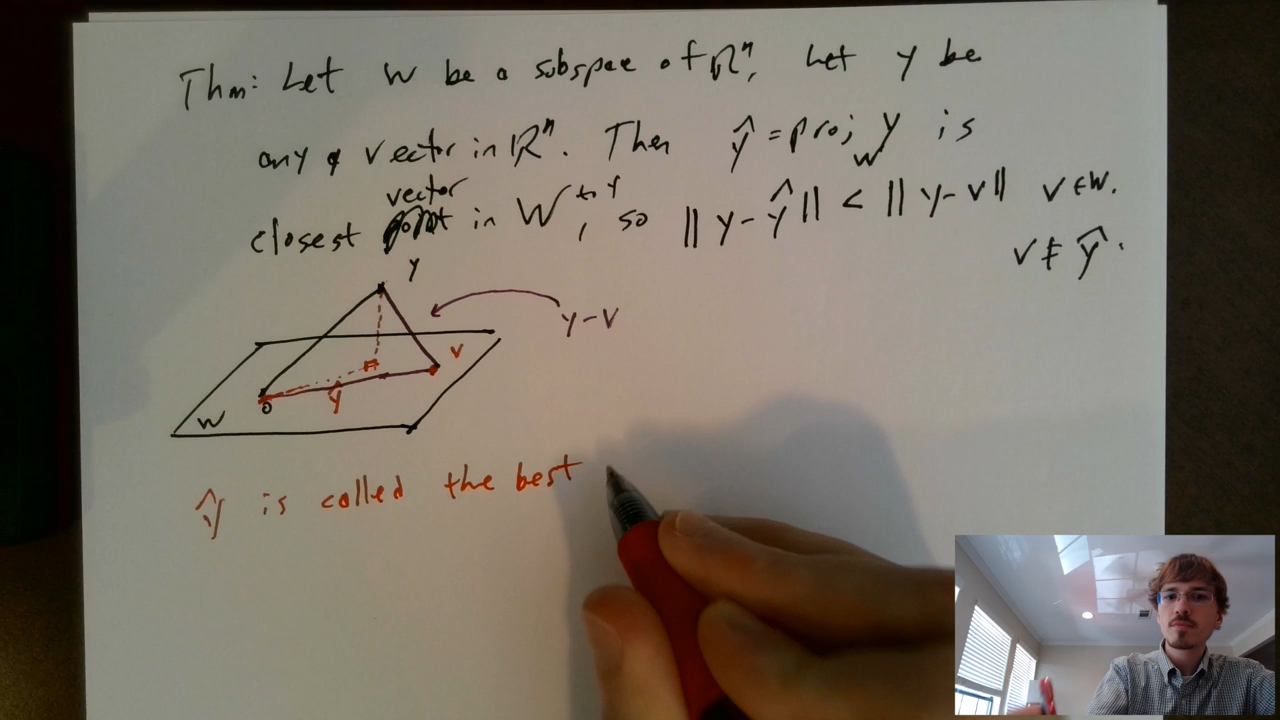 Thm: Let W be a subspace of ℝⁿ. Let y be
any vector in ℝⁿ. Then ŷ = proj_W y is
closest vector in W to y, so ||y-ŷ|| < ||y-v|| v∈W.
v≠ŷ.
y
y-v
v
0
ŷ
W
ŷ is called the best